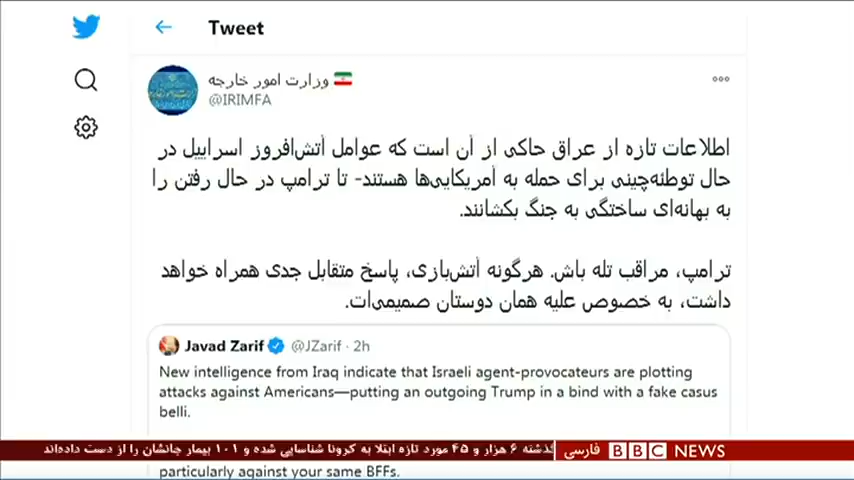 Tweet
وزارت امور خارجه
@IRIMFA
اطلاعات تازه از عراق حاکی از آن است که عوامل آتش‌افروز اسراییل در
حال توطئه‌چینی برای حمله به آمریکایی‌ها هستند- تا ترامپ در حال رفتن را
به بهانه‌ای ساختگی به جنگ بکشانند.
ترامپ، مراقب تله باش. هرگونه آتش‌بازی، پاسخ متقابل جدی همراه خواهد
داشت، به خصوص علیه همان دوستان صمیمی‌ات.
Javad Zarif @JZarif · 2h
New intelligence from Iraq indicate that Israeli agent-provocateurs are plotting
attacks against Americans—putting an outgoing Trump in a bind with a fake casus
belli.
گذشته ۶ هزار و ۴۵ مورد تازه ابتلا به کرونا شناسایی شده و ۱۰۱ بیمار جانشان را از دست داده‌اند
BBC NEWS فارسی
particularly against your same BFFs.